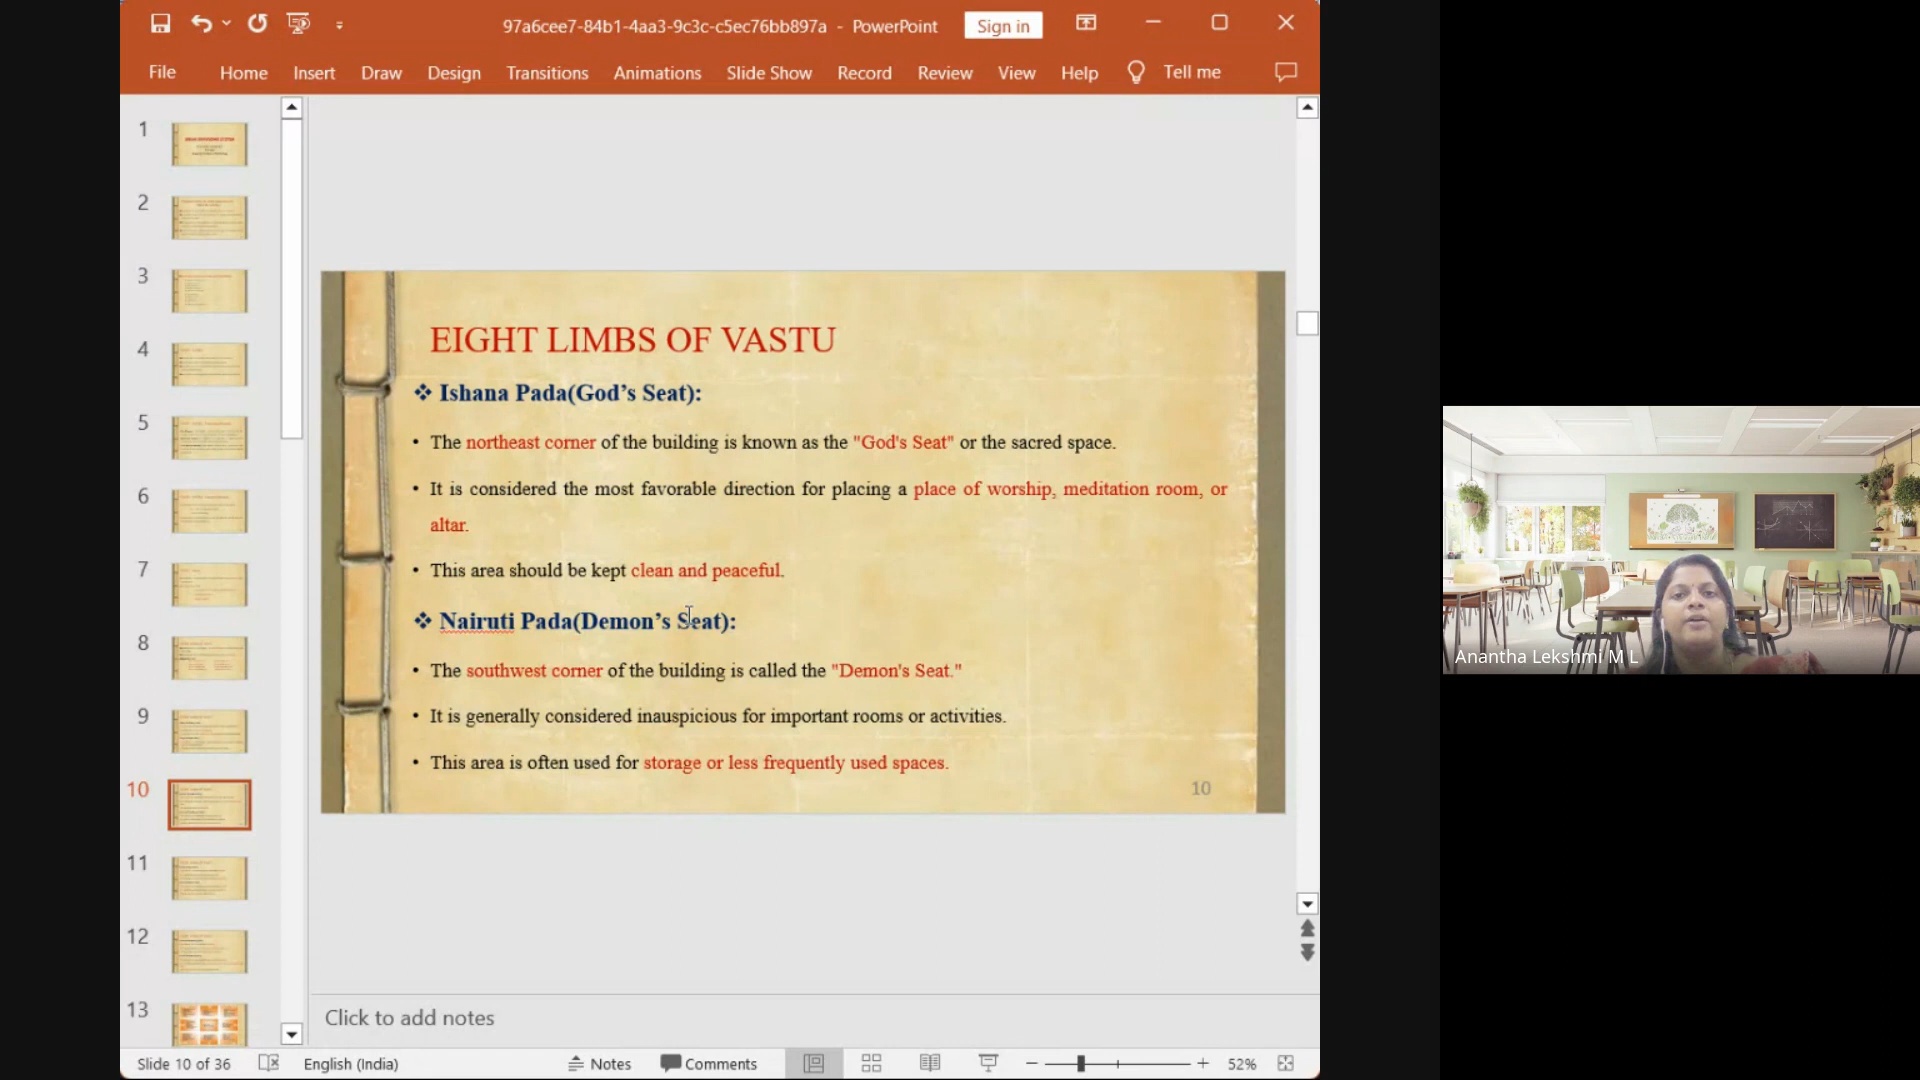 97a6cee7-84b1-4aa3-9c3c-c5ec76bb897a - PowerPoint
Sign in
File Home Insert Draw Design Transitions Animations Slide Show Record Review View Help Tell me
1
2
3
4
5
6
7
8
9
10
11
12
13
EIGHT LIMBS OF VASTU
❖ Ishana Pada(God’s Seat):
• The northeast corner of the building is known as the "God's Seat" or the sacred space.
• It is considered the most favorable direction for placing a place of worship, meditation room, or
altar.
• This area should be kept clean and peaceful.
❖ Nairuti Pada(Demon’s Seat):
• The southwest corner of the building is called the "Demon's Seat."
• It is generally considered inauspicious for important rooms or activities.
• This area is often used for storage or less frequently used spaces.
10
Anantha Lekshmi M L
Click to add notes
Slide 10 of 36 English (India) Notes Comments 52%